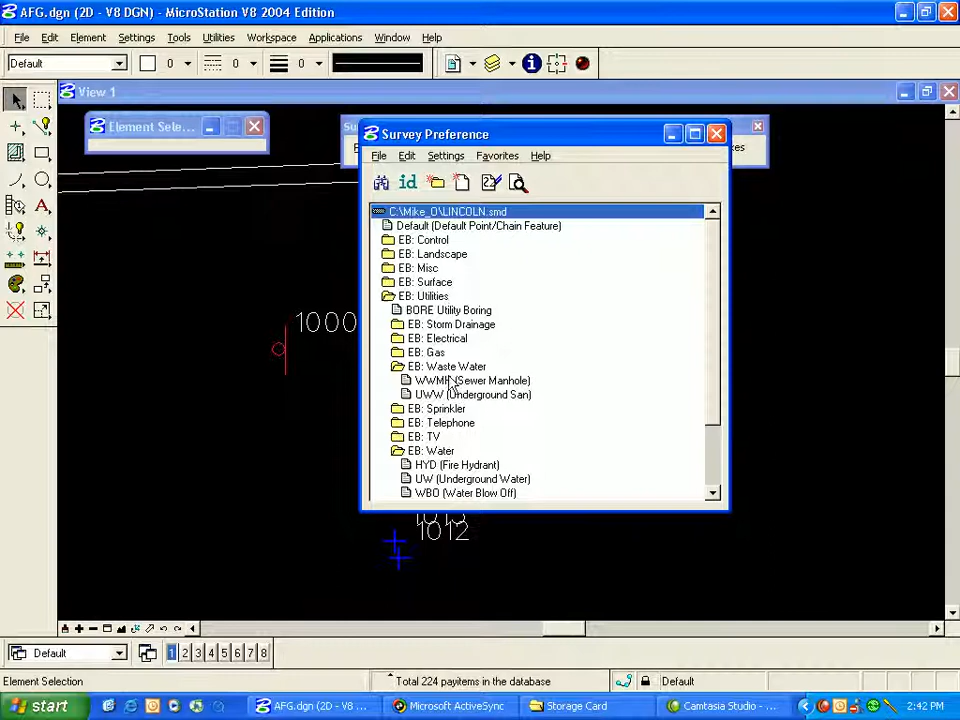 AFG.dgn (2D - V8 DGN) - MicroStation V8 2004 Edition
File Edit Element Settings Tools Utilities Workspace Applications Window Help
Default 0 0 0
View 1
Element Sele...
Survey Preference
File Edit Settings Favorites Help
id
C:\Mike_O\LINCOLN.smd
Default (Default Point/Chain Feature)
EB: Control
EB: Landscape
EB: Misc
EB: Surface
EB: Utilities
BORE Utility Boring
EB: Storm Drainage
EB: Electrical
EB: Gas
EB: Waste Water
WWMH (Sewer Manhole)
UWW (Underground San)
EB: Sprinkler
EB: Telephone
EB: TV
EB: Water
HYD (Fire Hydrant)
UW (Underground Water)
WBO (Water Blow Off)
1000
1013
1012
Default 1 2 3 4 5 6 7 8
Element Selection Total 224 payitems in the database Default
start AFG.dgn (2D - V8 ... Microsoft ActiveSync Storage Card Camtasia Studio - ... 2:42 PM